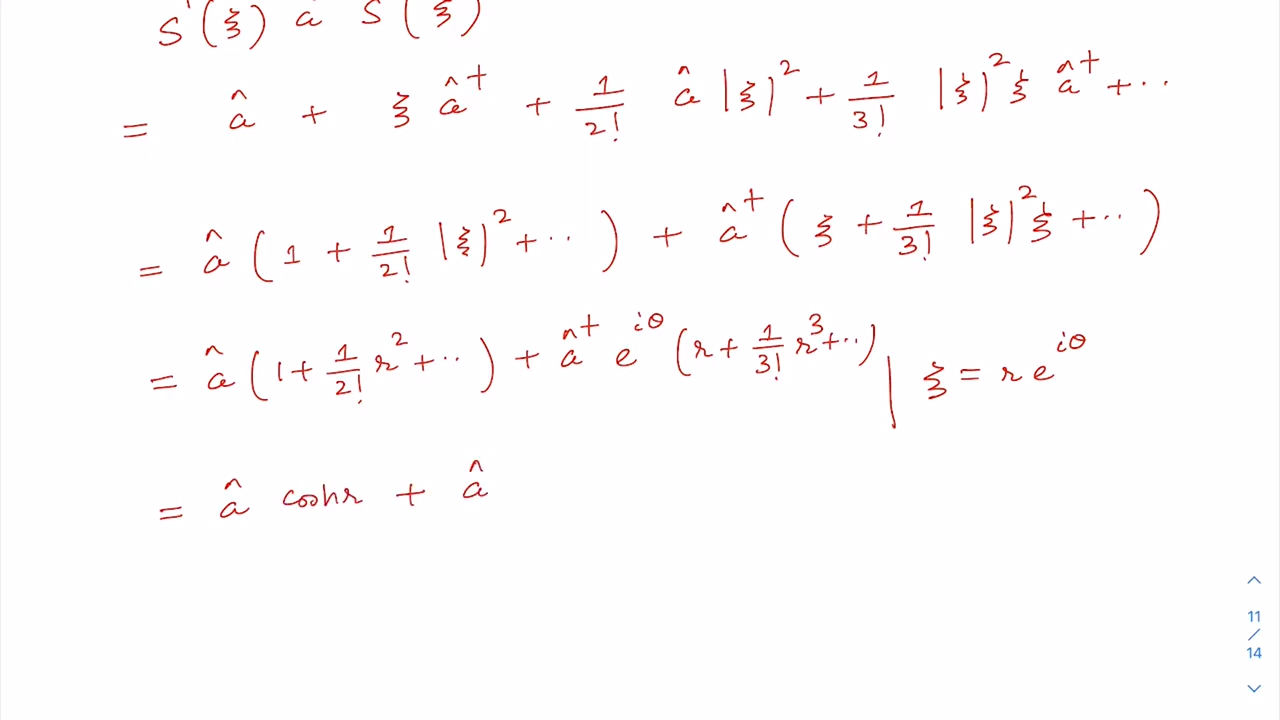 S†(ξ) â S(ξ)
= â + ξ â† + 1/2! â |ξ|² + 1/3! |ξ|² ξ â† + ··
= â (1 + 1/2! |ξ|² + ··) + â† (ξ + 1/3! |ξ|² ξ + ··)
= â (1 + 1/2! r² + ··) + â† e^{iθ} (r + 1/3! r³ + ··) | ξ = r e^{iθ}
= â coshr + â
11
/
14